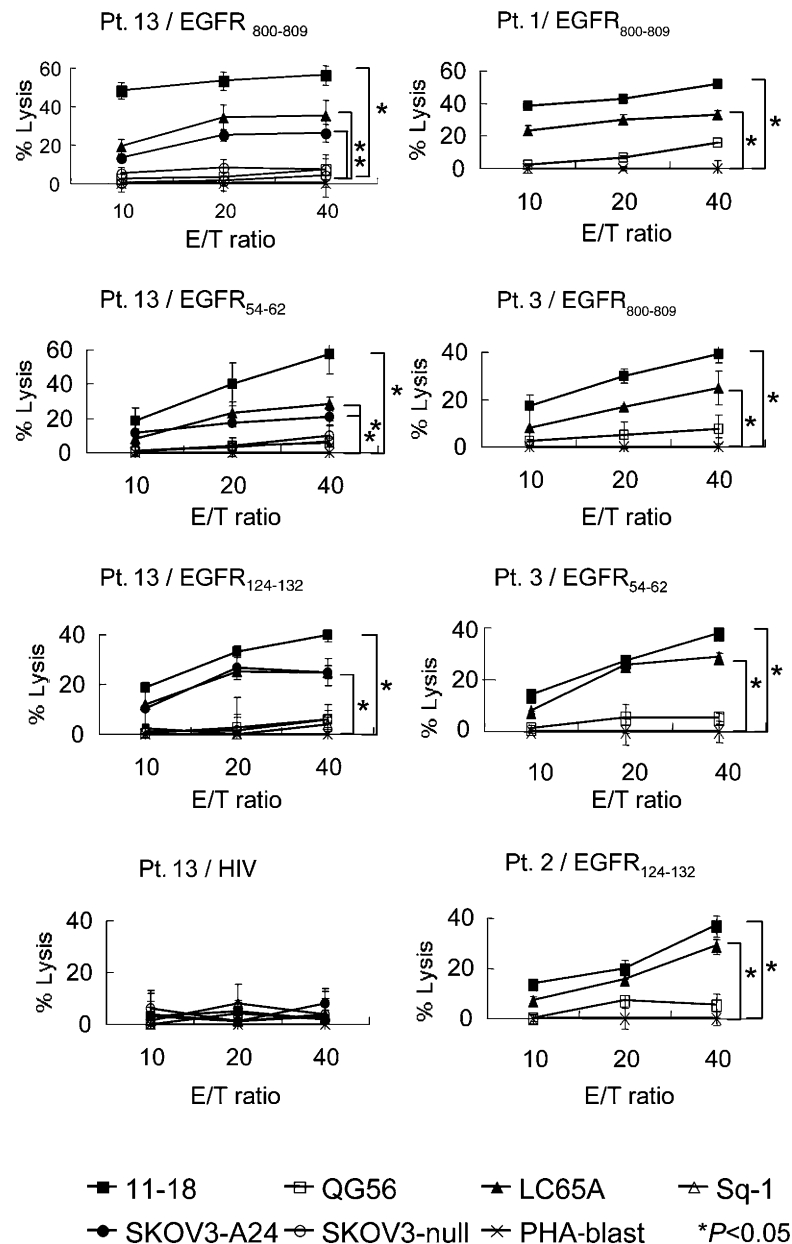 Pt. 13 / EGFR 800-809
Pt. 1/ EGFR800-809
60
40
20
0
% Lysis
*
*
*
10 20 40
E/T ratio
60
40
20
0
% Lysis
*
*
10 20 40
E/T ratio
Pt. 13 / EGFR54-62
Pt. 3 / EGFR800-809
60
40
20
0
% Lysis
*
*
*
10 20 40
E/T ratio
40
20
0
% Lysis
*
*
10 20 40
E/T ratio
Pt. 13 / EGFR124-132
Pt. 3 / EGFR54-62
40
20
0
% Lysis
*
*
10 20 40
E/T ratio
40
20
0
% Lysis
*
*
10 20 40
E/T ratio
Pt. 13 / HIV
Pt. 2 / EGFR124-132
40
20
0
% Lysis
10 20 40
E/T ratio
40
20
0
% Lysis
*
*
10 20 40
E/T ratio
11-18 QG56 LC65A Sq-1
SKOV3-A24 SKOV3-null PHA-blast *P<0.05